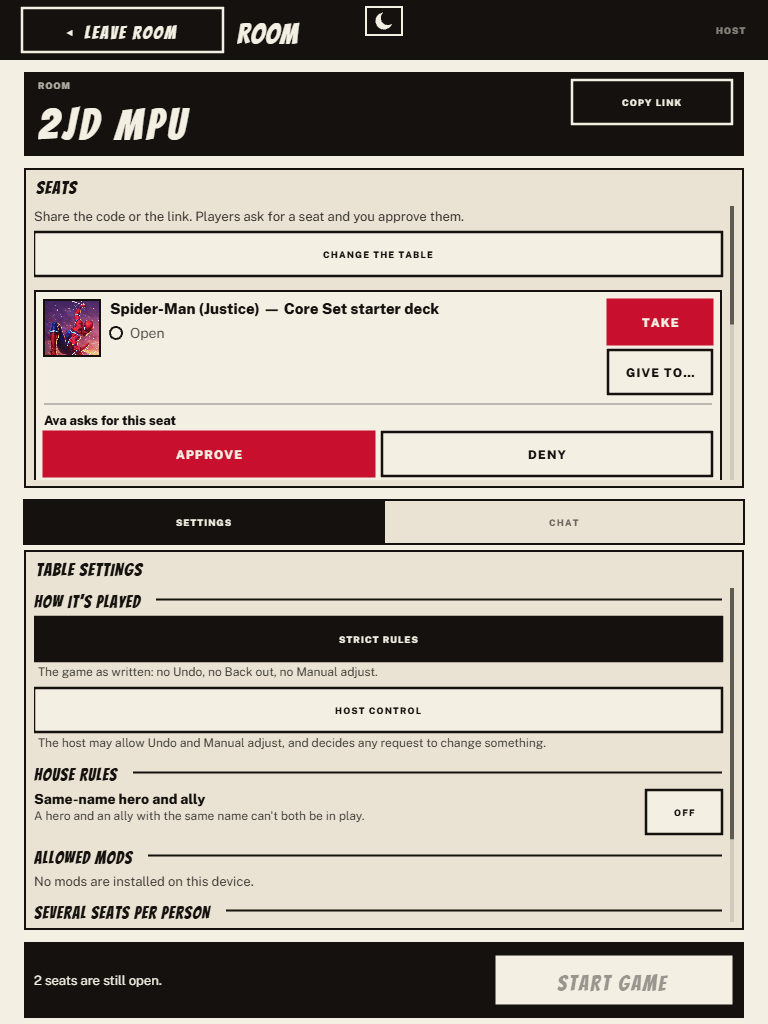 ◂ LEAVE ROOM
ROOM
HOST
ROOM
2JD MPU
COPY LINK
SEATS
Share the code or the link. Players ask for a seat and you approve them.
CHANGE THE TABLE
Spider-Man (Justice) — Core Set starter deck
Open
TAKE
GIVE TO…
Ava asks for this seat
APPROVE
DENY
SETTINGS
CHAT
TABLE SETTINGS
HOW IT'S PLAYED
STRICT RULES
The game as written: no Undo, no Back out, no Manual adjust.
HOST CONTROL
The host may allow Undo and Manual adjust, and decides any request to change something.
HOUSE RULES
Same-name hero and ally
A hero and an ally with the same name can't both be in play.
OFF
ALLOWED MODS
No mods are installed on this device.
SEVERAL SEATS PER PERSON
2 seats are still open.
START GAME